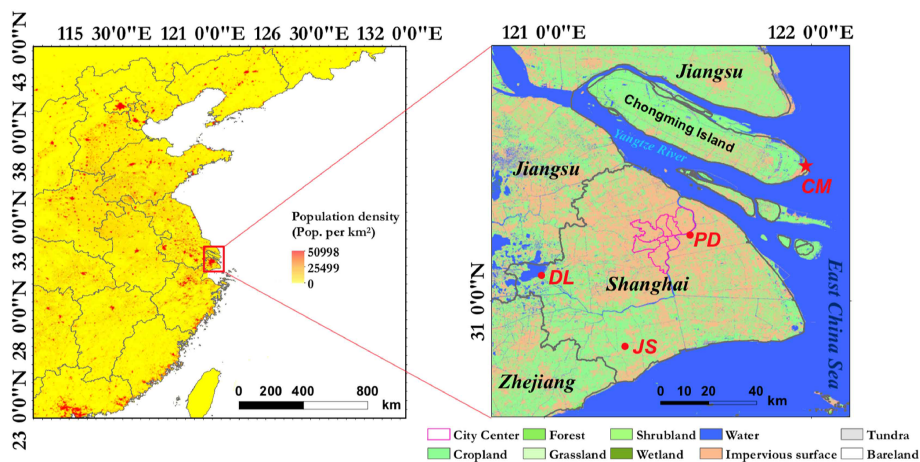 115 30'0"E 121 0'0"E 126 30'0"E 132 0'0"E
43 0'0"N
38 0'0"N
33 0'0"N
28 0'0"N
23 0'0"N
Population density
(Pop. per km²)
50998
25499
0
0 200 400 800
km
121 0'0"E 122 0'0"E
31 0'0"N
Jiangsu
Chongming Island
Yangtze River
Jiangsu
CM
PD
DL
Shanghai
East China Sea
JS
Zhejiang
0 10 20 40
km
City Center Forest Shrubland Water Tundra
Cropland Grassland Wetland Impervious surface Bareland